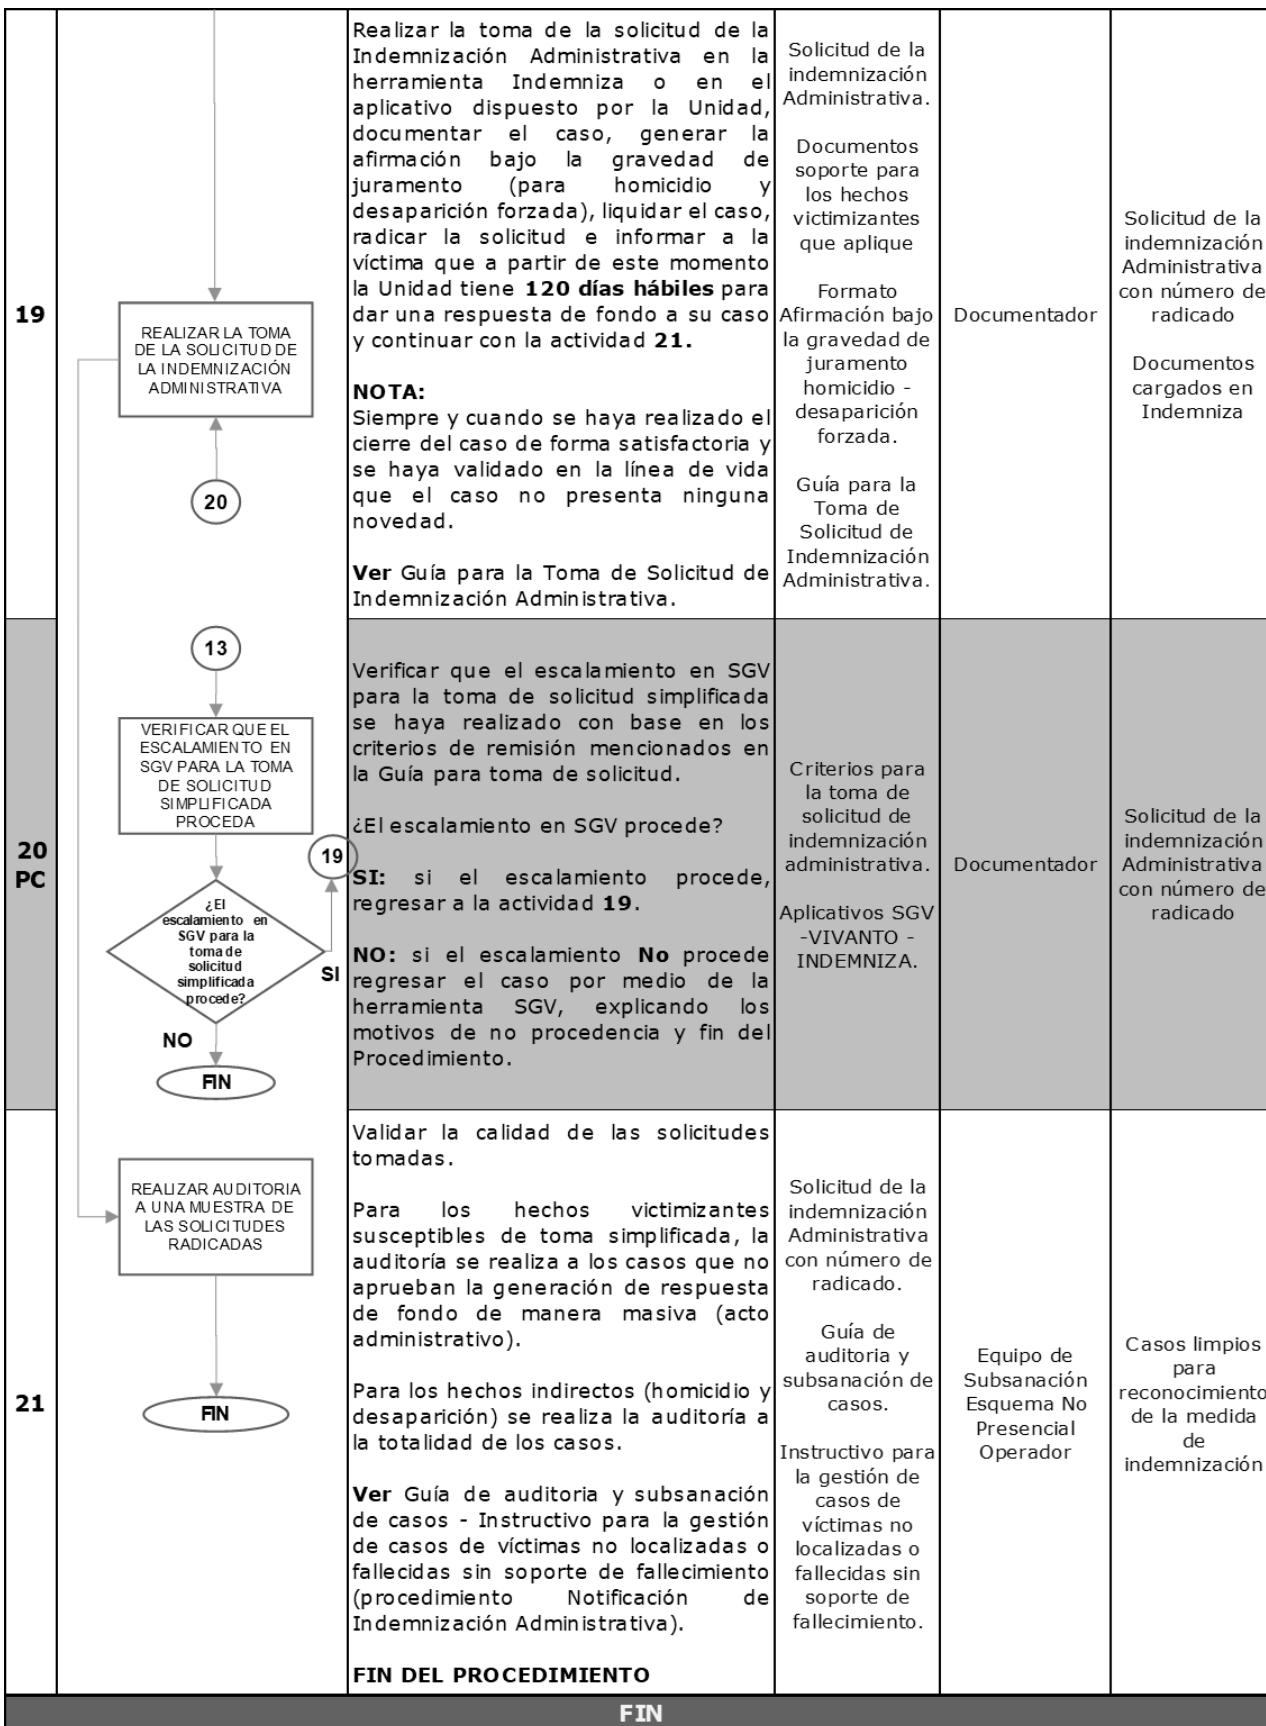 19
REALIZAR LA TOMA
DE LA SOLICITUD DE
LA INDEMNIZACIÓN
ADMINISTRATIVA
20
Realizar la toma de la solicitud de la
Indemnización Administrativa en la
herramienta Indemniza o en el
aplicativo dispuesto por la Unidad,
documentar el caso, generar la
afirmación bajo la gravedad de
juramento (para homicidio y
desaparición forzada), liquidar el caso,
radicar la solicitud e informar a la
víctima que a partir de este momento
la Unidad tiene 120 días hábiles para
dar una respuesta de fondo a su caso
y continuar con la actividad 21.
NOTA:
Siempre y cuando se haya realizado el
cierre del caso de forma satisfactoria y
se haya validado en la línea de vida
que el caso no presenta ninguna
novedad.
Ver Guía para la Toma de Solicitud de
Indemnización Administrativa.
Solicitud de la
indemnización
Administrativa.
Documentos
soporte para
los hechos
victimizantes
que aplique
Formato
Afirmación bajo
la gravedad de
juramento
homicidio -
desaparición
forzada.
Guía para la
Toma de
Solicitud de
Indemnización
Administrativa.
Documentador
Solicitud de la
indemnización
Administrativa
con número de
radicado
Documentos
cargados en
Indemniza
20
PC
13
VERIFICAR QUE EL
ESCALAMIENTO EN
SGV PARA LA TOMA
DE SOLICITUD
SIMPLIFICADA
PROCEDA
19
¿El
escalamiento en
SGV para la
toma de
solicitud
simplificada
procede?
SI
NO
FIN
Verificar que el escalamiento en SGV
para la toma de solicitud simplificada
se haya realizado con base en los
criterios de remisión mencionados en
la Guía para toma de solicitud.
¿El escalamiento en SGV procede?
SI: si el escalamiento procede,
regresar a la actividad 19.
NO: si el escalamiento No procede
regresar el caso por medio de la
herramienta SGV, explicando los
motivos de no procedencia y fin del
Procedimiento.
Criterios para
la toma de
solicitud de
indemnización
administrativa.
Aplicativos SGV
-VIVANTO -
INDEMNIZA.
Documentador
Solicitud de la
indemnización
Administrativa
con número de
radicado
21
REALIZAR AUDITORIA
A UNA MUESTRA DE
LAS SOLICITUDES
RADICADAS
FIN
Validar la calidad de las solicitudes
tomadas.
Para los hechos victimizantes
susceptibles de toma simplificada, la
auditoría se realiza a los casos que no
aprueban la generación de respuesta
de fondo de manera masiva (acto
administrativo).
Para los hechos indirectos (homicidio y
desaparición) se realiza la auditoría a
la totalidad de los casos.
Ver Guía de auditoria y subsanación
de casos - Instructivo para la gestión
de casos de víctimas no localizadas o
fallecidas sin soporte de fallecimiento
(procedimiento Notificación de
Indemnización Administrativa).
FIN DEL PROCEDIMIENTO
Solicitud de la
indemnización
Administrativa
con número de
radicado.
Guía de
auditoria y
subsanación de
casos.
Instructivo para
la gestión de
casos de
víctimas no
localizadas o
fallecidas sin
soporte de
fallecimiento.
Equipo de
Subsanación
Esquema No
Presencial
Operador
Casos limpios
para
reconocimiento
de la medida
de
indemnización
FIN